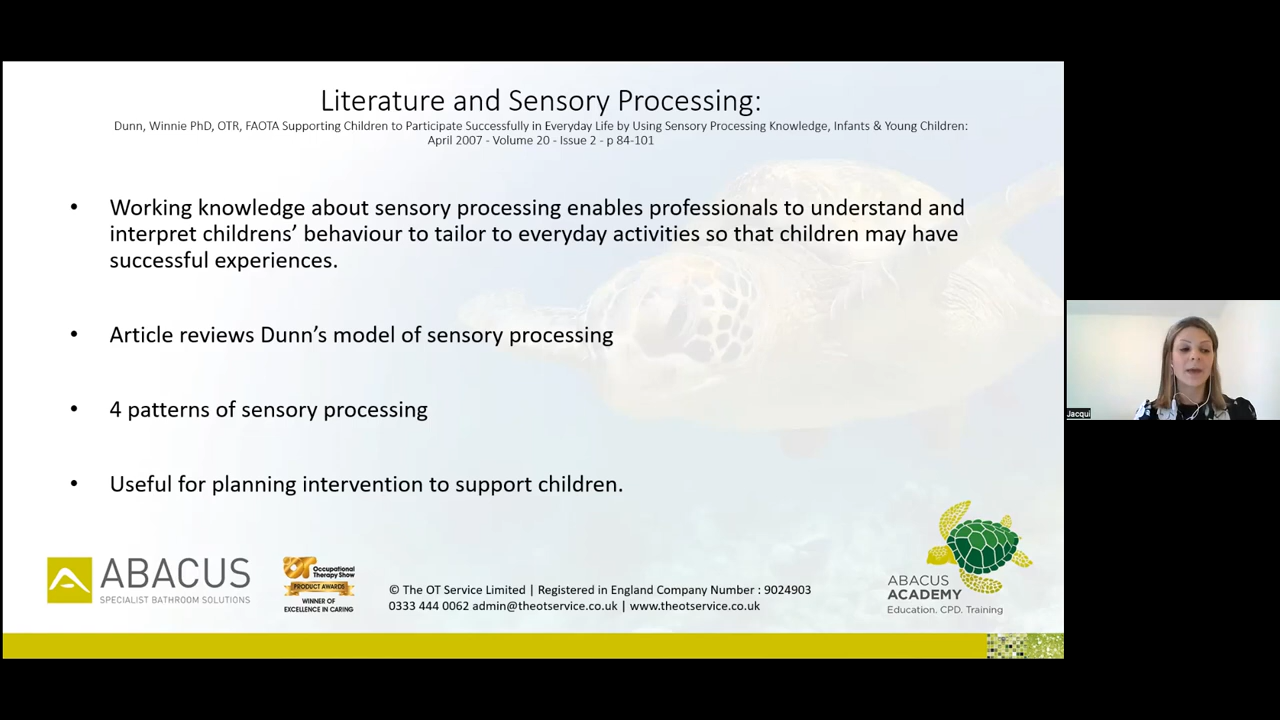 Literature and Sensory Processing:
Dunn, Winnie PhD, OTR, FAOTA Supporting Children to Participate Successfully in Everyday Life by Using Sensory Processing Knowledge, Infants & Young Children:
April 2007 - Volume 20 - Issue 2 - p 84-101
• Working knowledge about sensory processing enables professionals to understand and
interpret childrens’ behaviour to tailor to everyday activities so that children may have
successful experiences.
• Article reviews Dunn’s model of sensory processing
• 4 patterns of sensory processing
• Useful for planning intervention to support children.
Jacqui
ABACUS
SPECIALIST BATHROOM SOLUTIONS
OT Occupational
Therapy Show
PRODUCT AWARDS
WINNER OF
EXCELLENCE IN CARING
© The OT Service Limited | Registered in England Company Number : 9024903
0333 444 0062 admin@theotservice.co.uk | www.theotservice.co.uk
ABACUS
ACADEMY
Education. CPD. Training